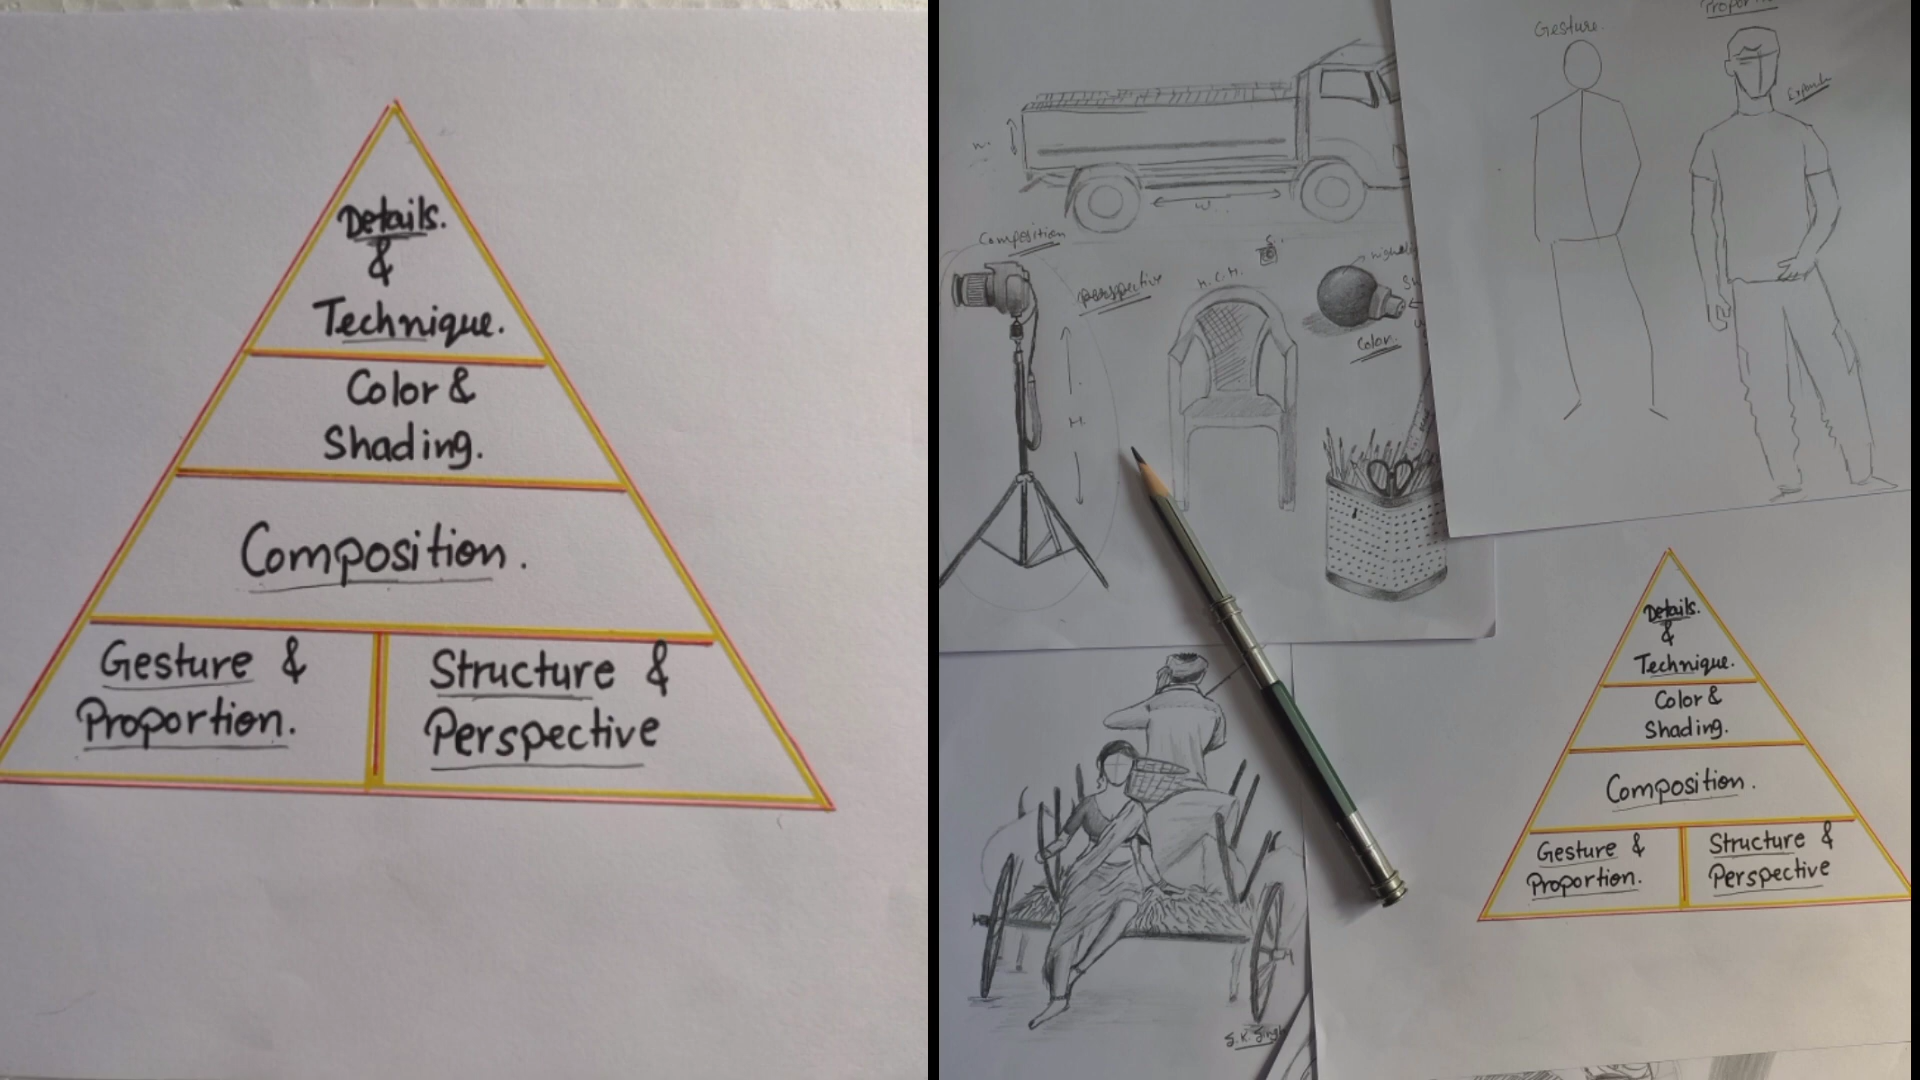 Details.
&
Technique.
Color &
Shading.
Composition.
Gesture &
Proportion.
Structure &
Perspective
Gesture.
W.
Composition
perspective
H.
H.C.M.
S.
Color.
Details.
&
Technique.
Color &
Shading.
Composition.
Gesture &
Proportion.
Structure &
Perspective
S.K. Singh